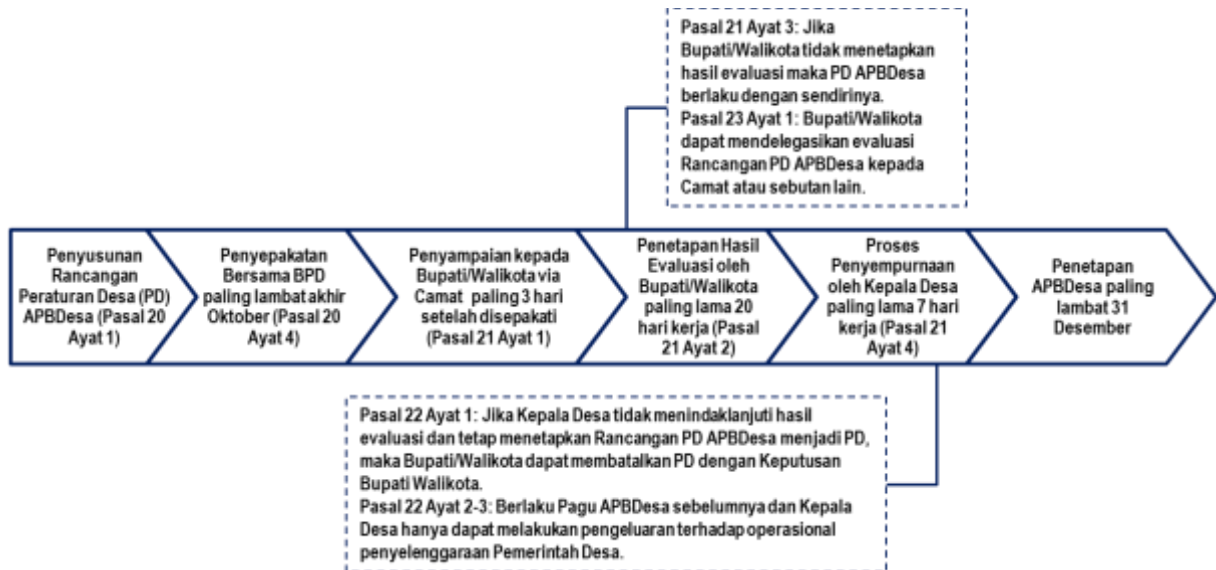 Pasal 21 Ayat 3: Jika
Bupati/Walikota tidak menetapkan
hasil evaluasi maka PD APBDesa
berlaku dengan sendirinya.
Pasal 23 Ayat 1: Bupati/Walikota
dapat mendelegasikan evaluasi
Rancangan PD APBDesa kepada
Camat atau sebutan lain.
Penyusunan
Rancangan
Peraturan Desa (PD)
APBDesa (Pasal 20
Ayat 1)
Penyepakatan
Bersama BPD
paling lambat akhir
Oktober (Pasal 20
Ayat 4)
Penyampaian kepada
Bupati/Walikota via
Camat paling 3 hari
setelah disepakati
(Pasal 21 Ayat 1)
Penetapan Hasil
Evaluasi oleh
Bupati/Walikota
paling lama 20
hari kerja (Pasal
21 Ayat 2)
Proses
Penyempurnaan
oleh Kepala Desa
paling lama 7 hari
kerja (Pasal 21
Ayat 4)
Penetapan
APBDesa paling
lambat 31
Desember
Pasal 22 Ayat 1: Jika Kepala Desa tidak menindaklanjuti hasil
evaluasi dan tetap menetapkan Rancangan PD APBDesa menjadi PD,
maka Bupati/Walikota dapat membatalkan PD dengan Keputusan
Bupati Walikota.
Pasal 22 Ayat 2-3: Berlaku Pagu APBDesa sebelumnya dan Kepala
Desa hanya dapat melakukan pengeluaran terhadap operasional
penyelenggaraan Pemerintah Desa.